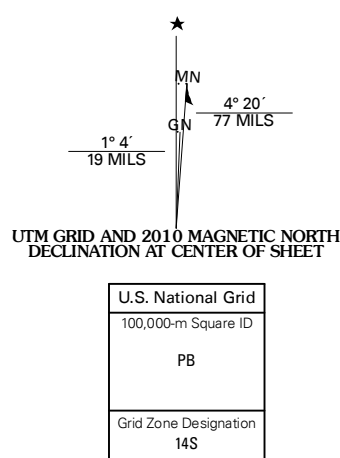 MN
4° 20´
77 MILS
GN
1° 4´
19 MILS
UTM GRID AND 2010 MAGNETIC NORTH
DECLINATION AT CENTER OF SHEET
U.S. National Grid
100,000-m Square ID
PB
Grid Zone Designation
14S